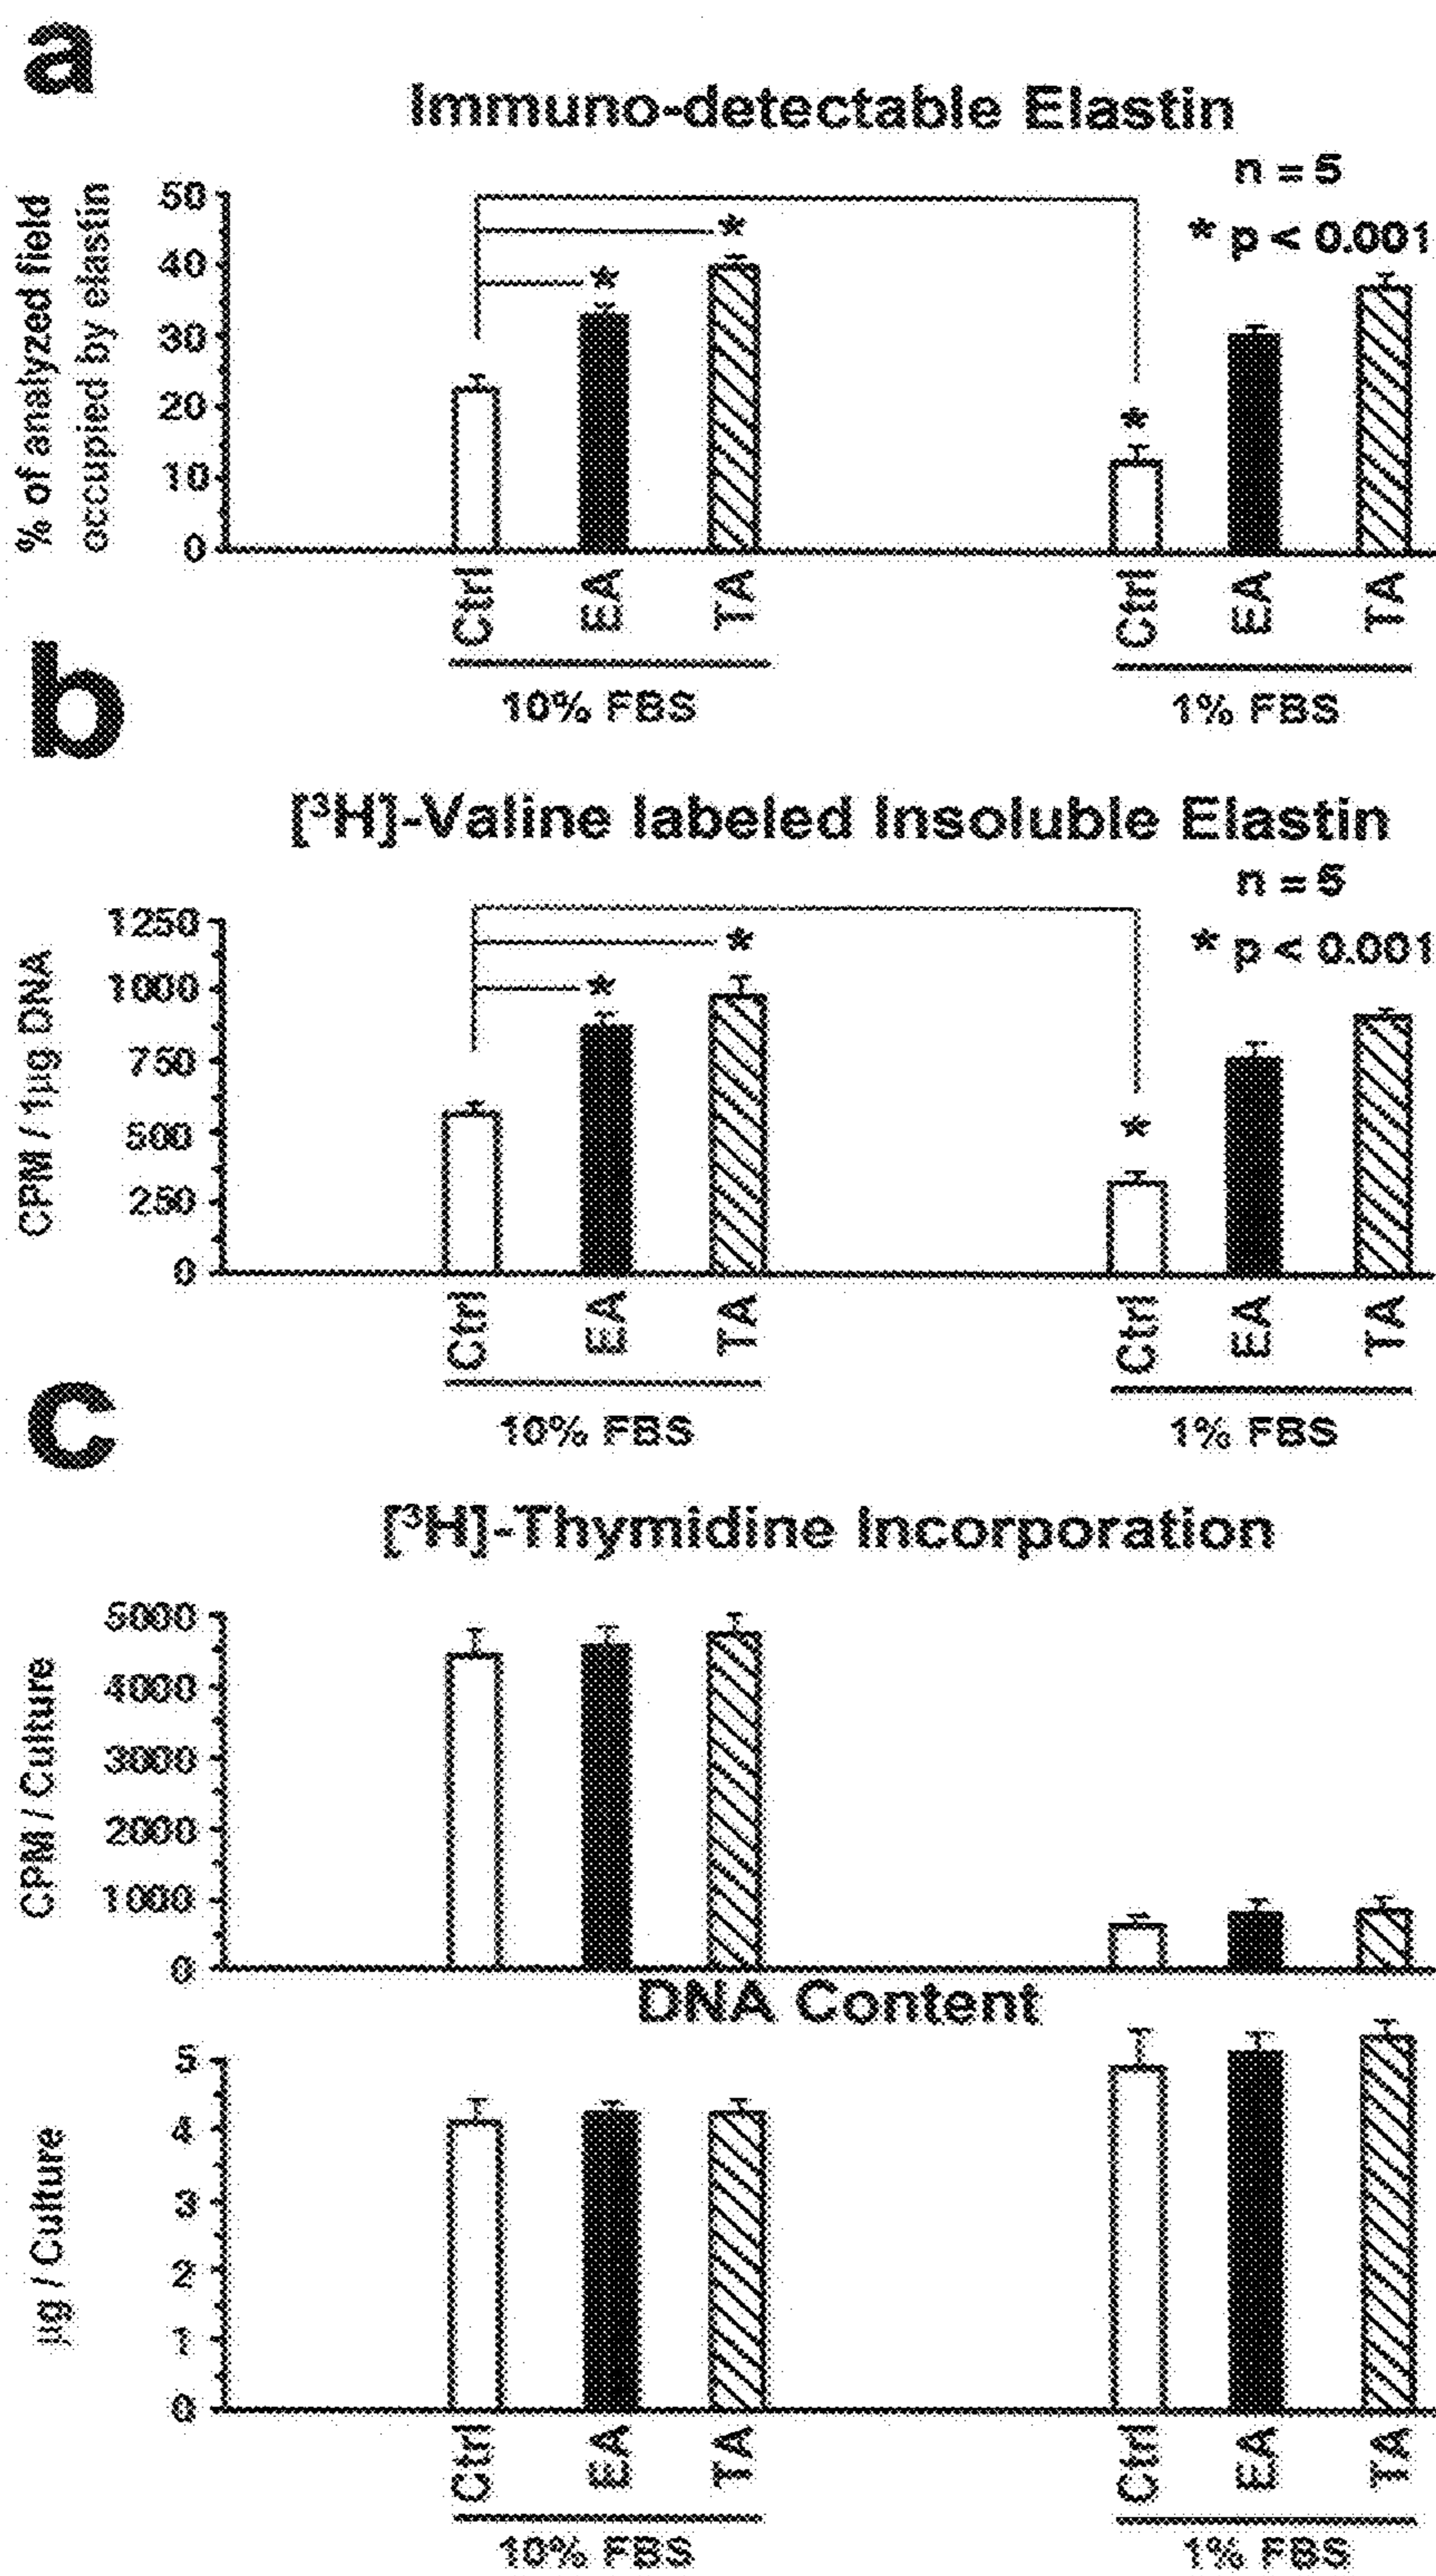 a
Immuno-detectable Elastin
n = 5
* p < 0.001
% of analyzed field
occupied by elastin
50
40
30
20
10
0
*
*
*
Ctrl
EA
TA
Ctrl
EA
TA
10% FBS
1% FBS
b
[³H]-Valine labeled Insoluble Elastin
n = 5
* p < 0.001
CPM / 1µg DNA
1250
1000
750
500
250
0
*
*
*
Ctrl
EA
TA
Ctrl
EA
TA
10% FBS
1% FBS
c
[³H]-Thymidine Incorporation
CPM / Culture
5000
4000
3000
2000
1000
0
DNA Content
µg / Culture
5
4
3
2
1
0
Ctrl
EA
TA
Ctrl
EA
TA
10% FBS
1% FBS